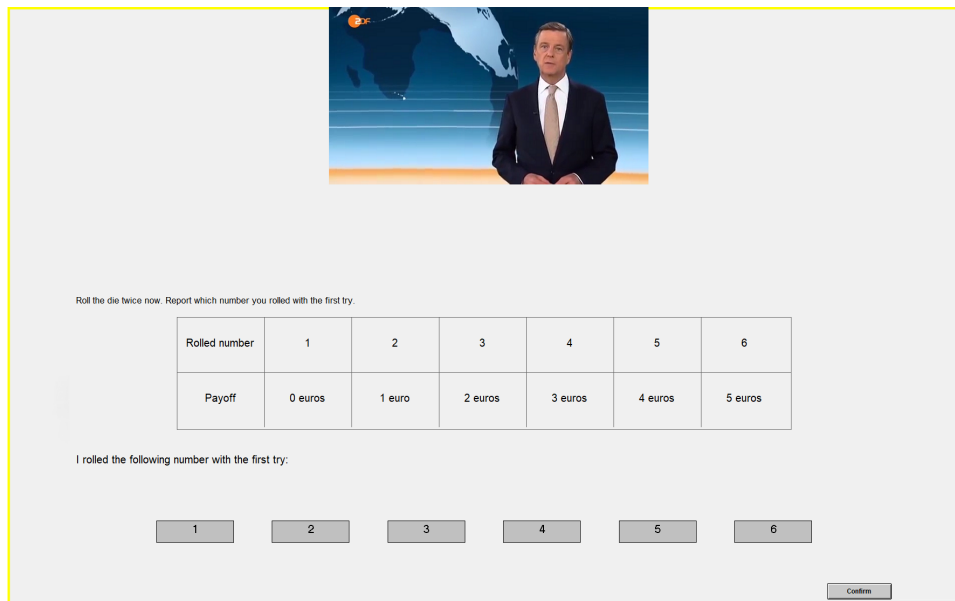 ZDF
Roll the die twice now. Report which number you rolled with the first try.
Rolled number 1 2 3 4 5 6
Payoff 0 euros 1 euro 2 euros 3 euros 4 euros 5 euros
I rolled the following number with the first try:
1 2 3 4 5 6
Confirm